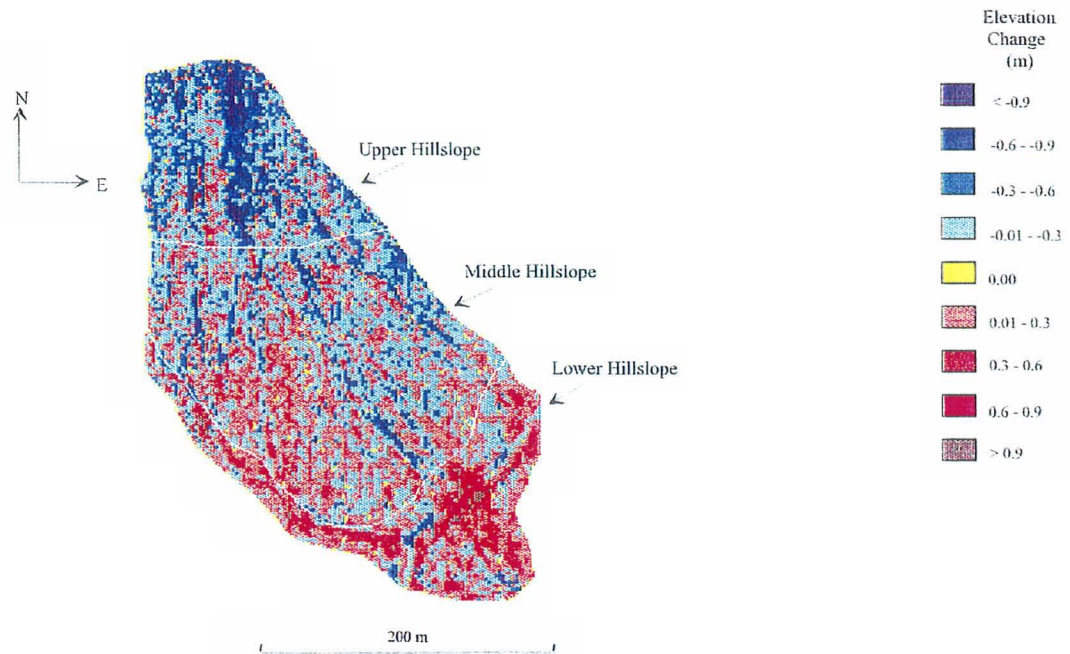 N
E
Upper Hillslope
Middle Hillslope
Lower Hillslope
200 m
Elevation
Change
(m)
< -0.9
-0.6 - -0.9
-0.3 - -0.6
-0.01 - -0.3
0.00
0.01 - 0.3
0.3 - 0.6
0.6 - 0.9
> 0.9